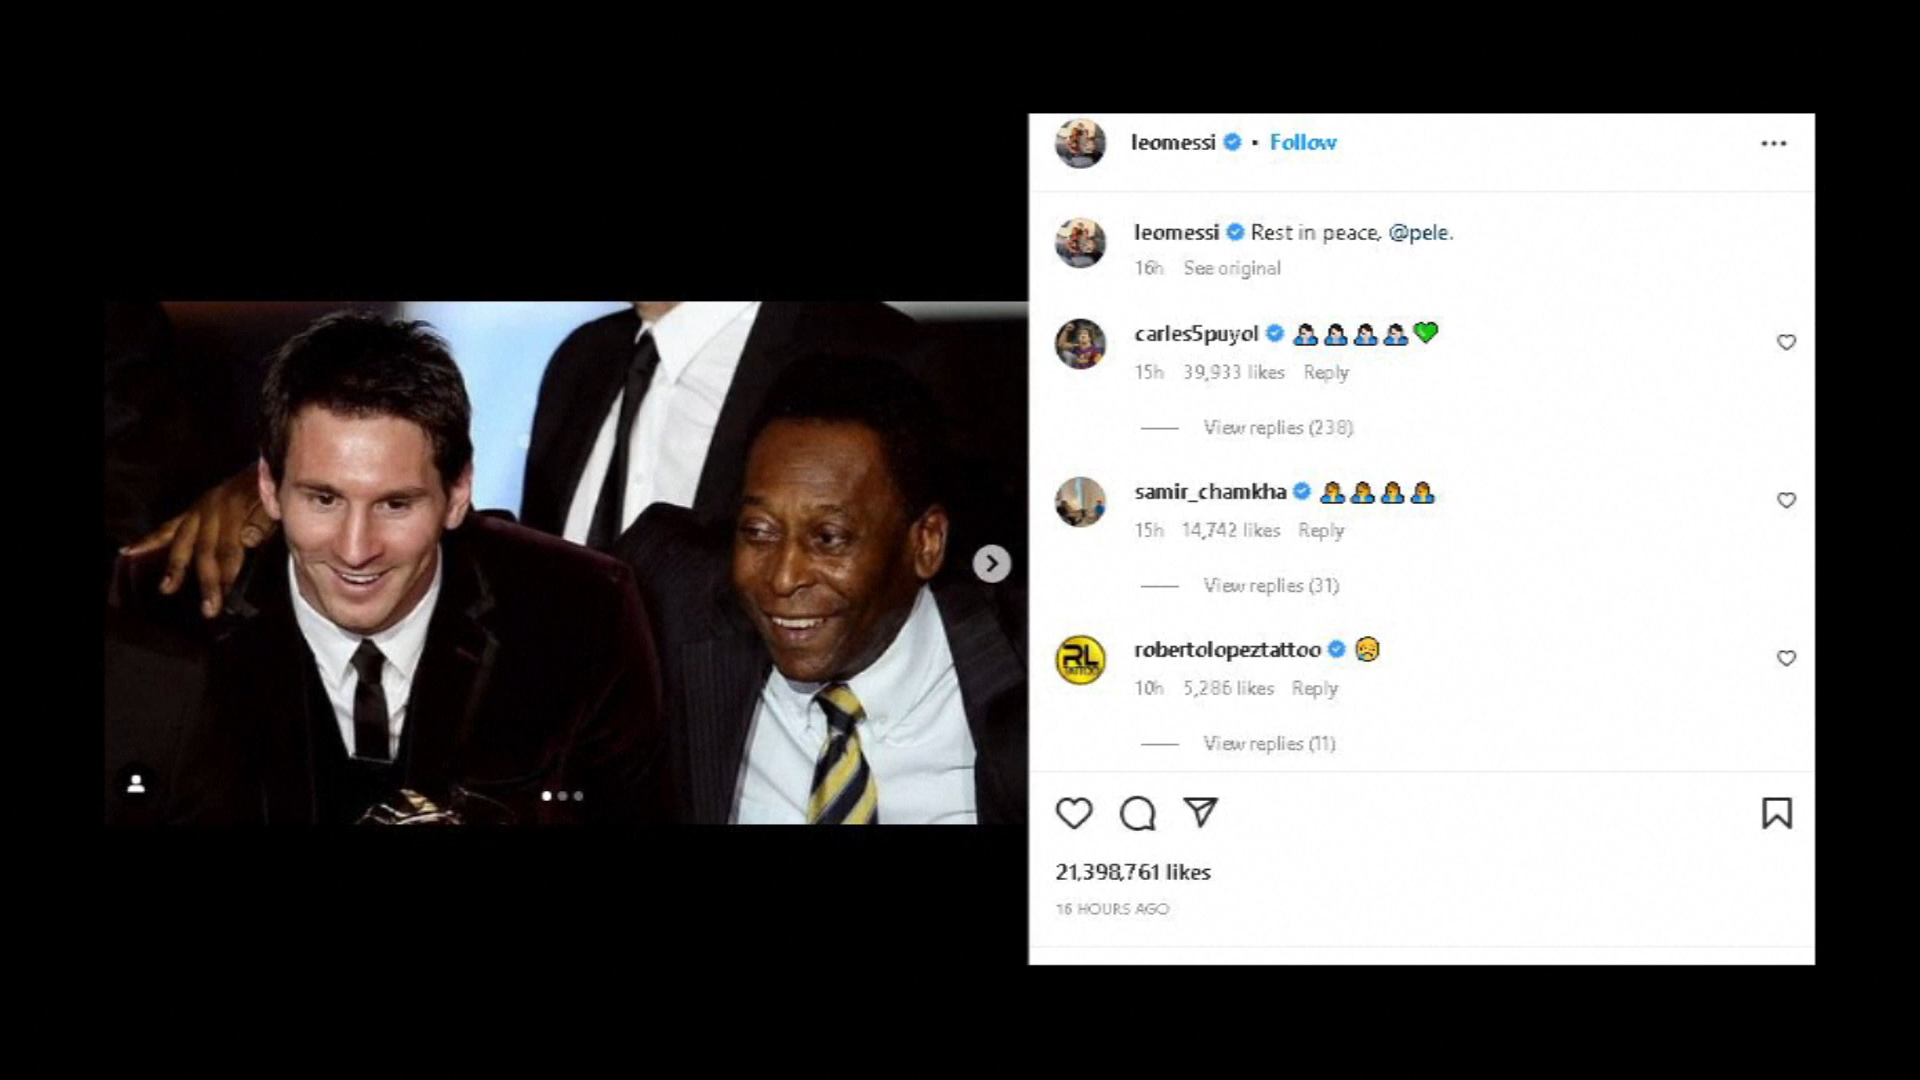 leomessi • Follow
leomessi Rest in peace, @pele.
16h See original
carles5puyol
15h 39,933 likes Reply
View replies (238)
samir_chamkha
15h 14,742 likes Reply
View replies (31)
robertolopeztattoo
RL
TATTOO
10h 5,286 likes Reply
View replies (11)
21,398,761 likes
16 HOURS AGO